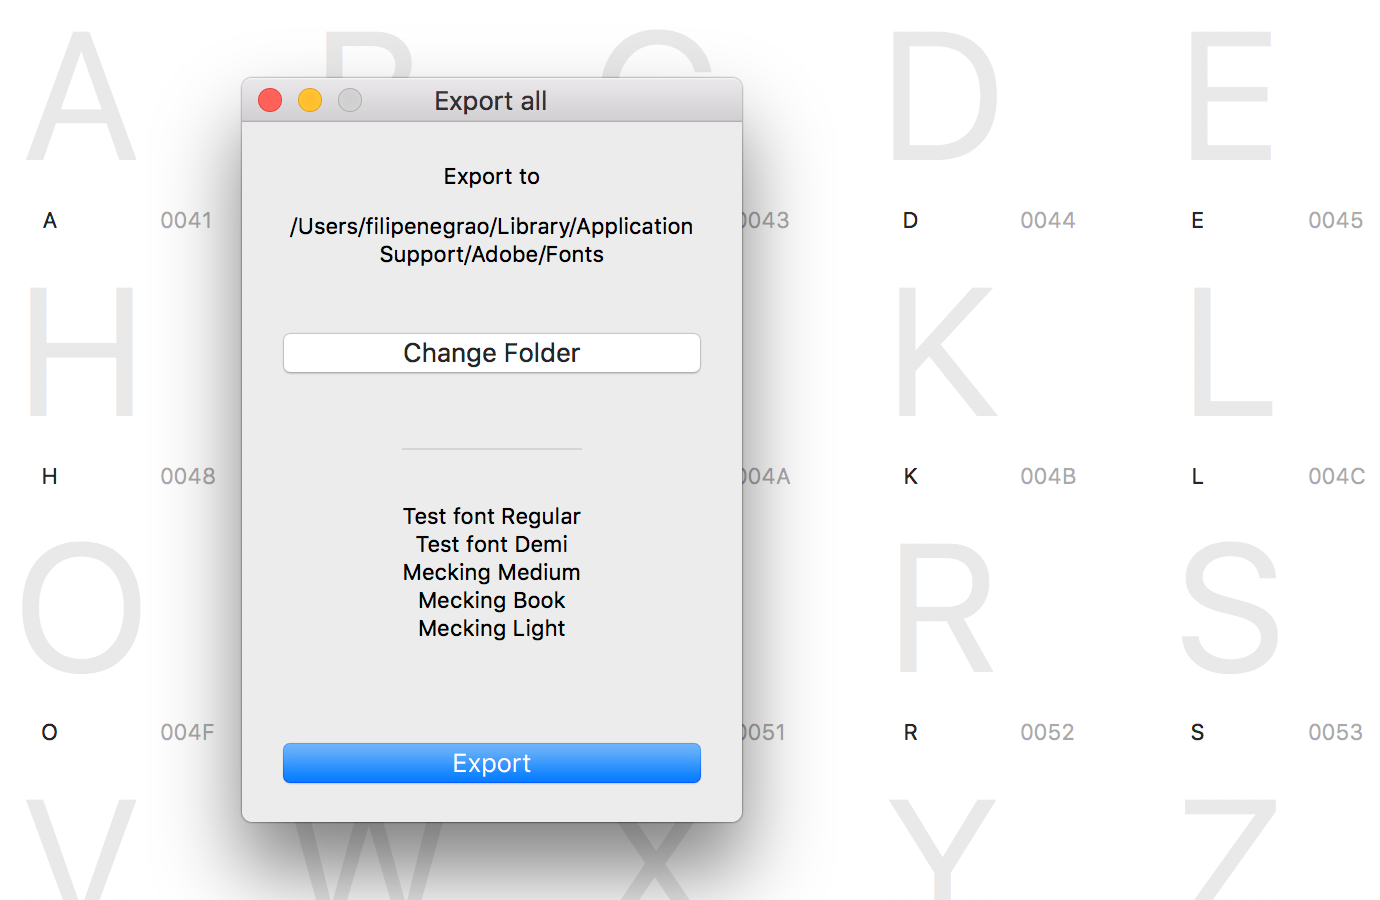 A B C D E
Export all
Export to
/Users/filipenegrao/Library/Application
Support/Adobe/Fonts
Change Folder
Test font Regular
Test font Demi
Mecking Medium
Mecking Book
Mecking Light
Export
A 0041 0043 D 0044 E 0045
H K L
H 0048 004A K 004B L 004C
O R S
O 004F 0051 R 0052 S 0053
V W X Y Z